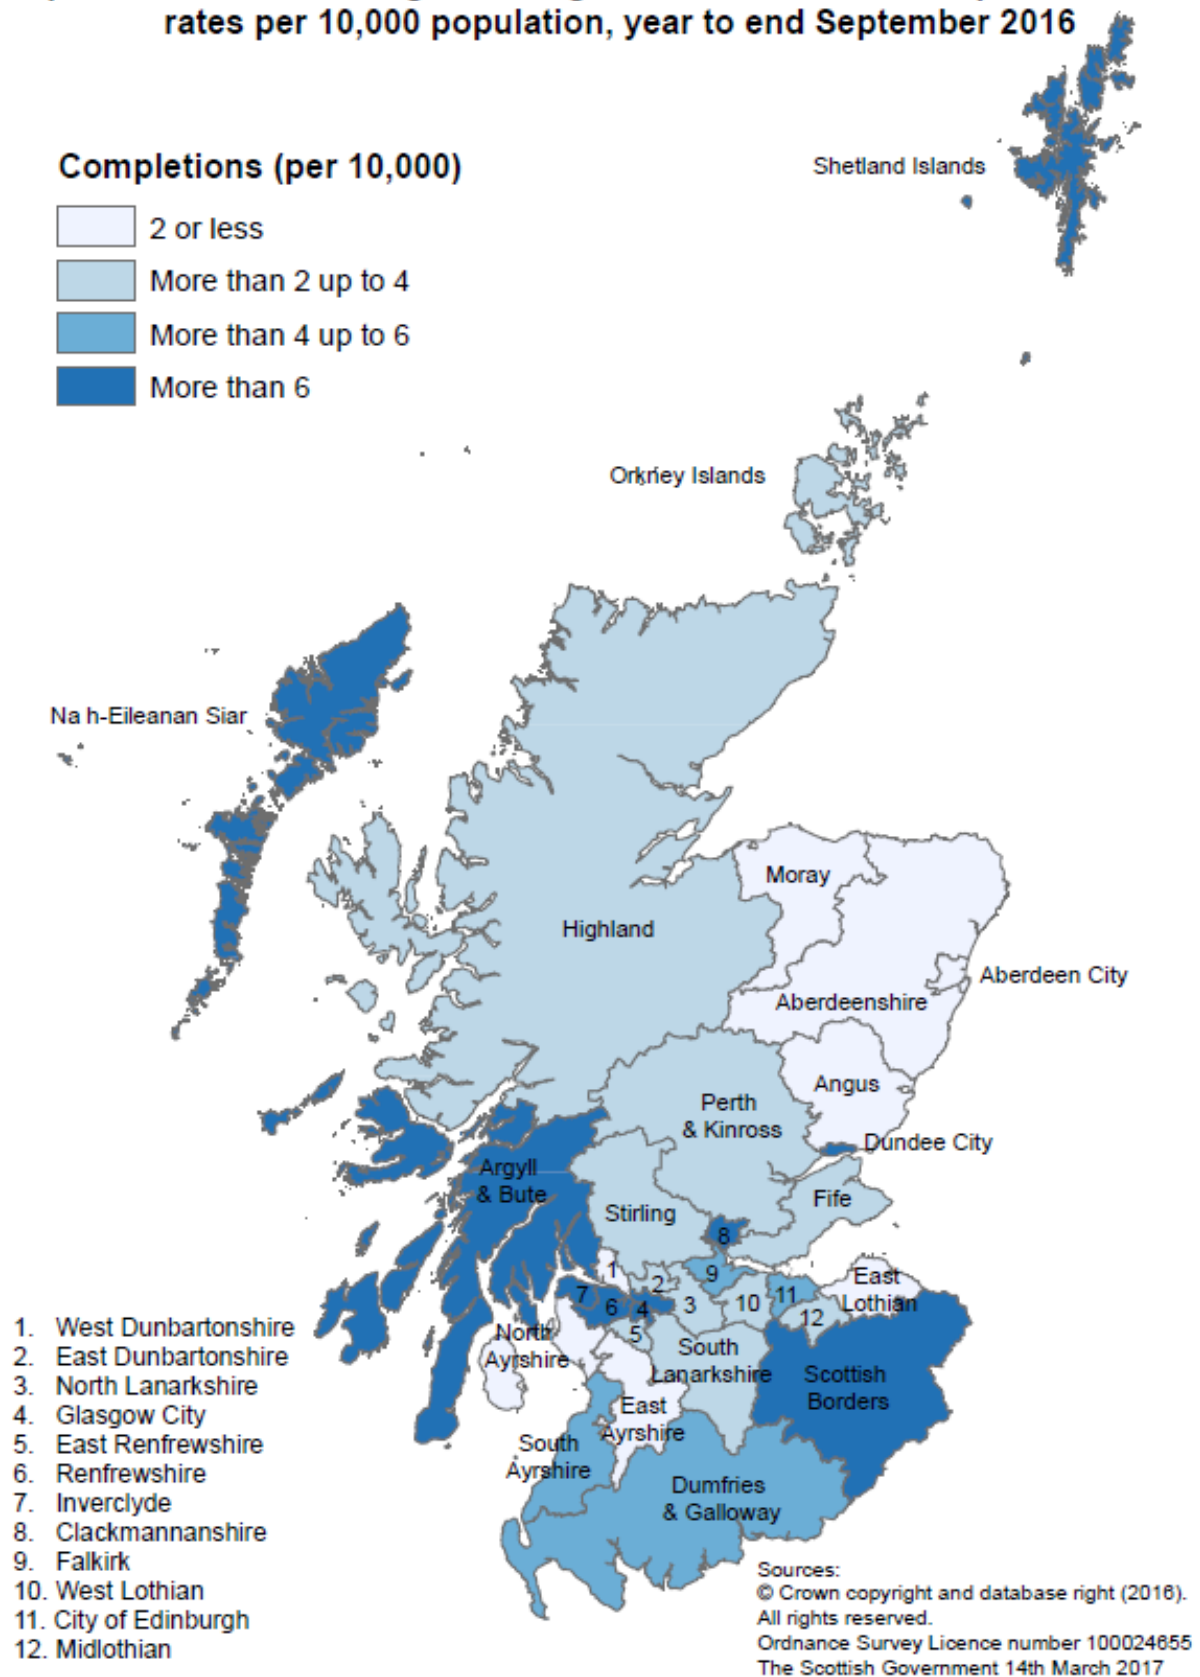 rates per 10,000 population, year to end September 2016
Completions (per 10,000)
2 or less
More than 2 up to 4
More than 4 up to 6
More than 6
Shetland Islands
Orkney Islands
Na h-Eileanan Siar
Moray
Highland
Aberdeen City
Aberdeenshire
Angus
Perth
& Kinross
Dundee City
Argyll
& Bute
Fife
Stirling
8
1
2
9
East
Lothian
7
6
4
3
10
11
12
5
North
Ayrshire
South
Lanarkshire
Scottish
Borders
East
Ayrshire
South
Ayrshire
Dumfries
& Galloway
1. West Dunbartonshire
2. East Dunbartonshire
3. North Lanarkshire
4. Glasgow City
5. East Renfrewshire
6. Renfrewshire
7. Inverclyde
8. Clackmannanshire
9. Falkirk
10. West Lothian
11. City of Edinburgh
12. Midlothian
Sources:
© Crown copyright and database right (2016).
All rights reserved.
Ordnance Survey Licence number 100024655
The Scottish Government 14th March 2017